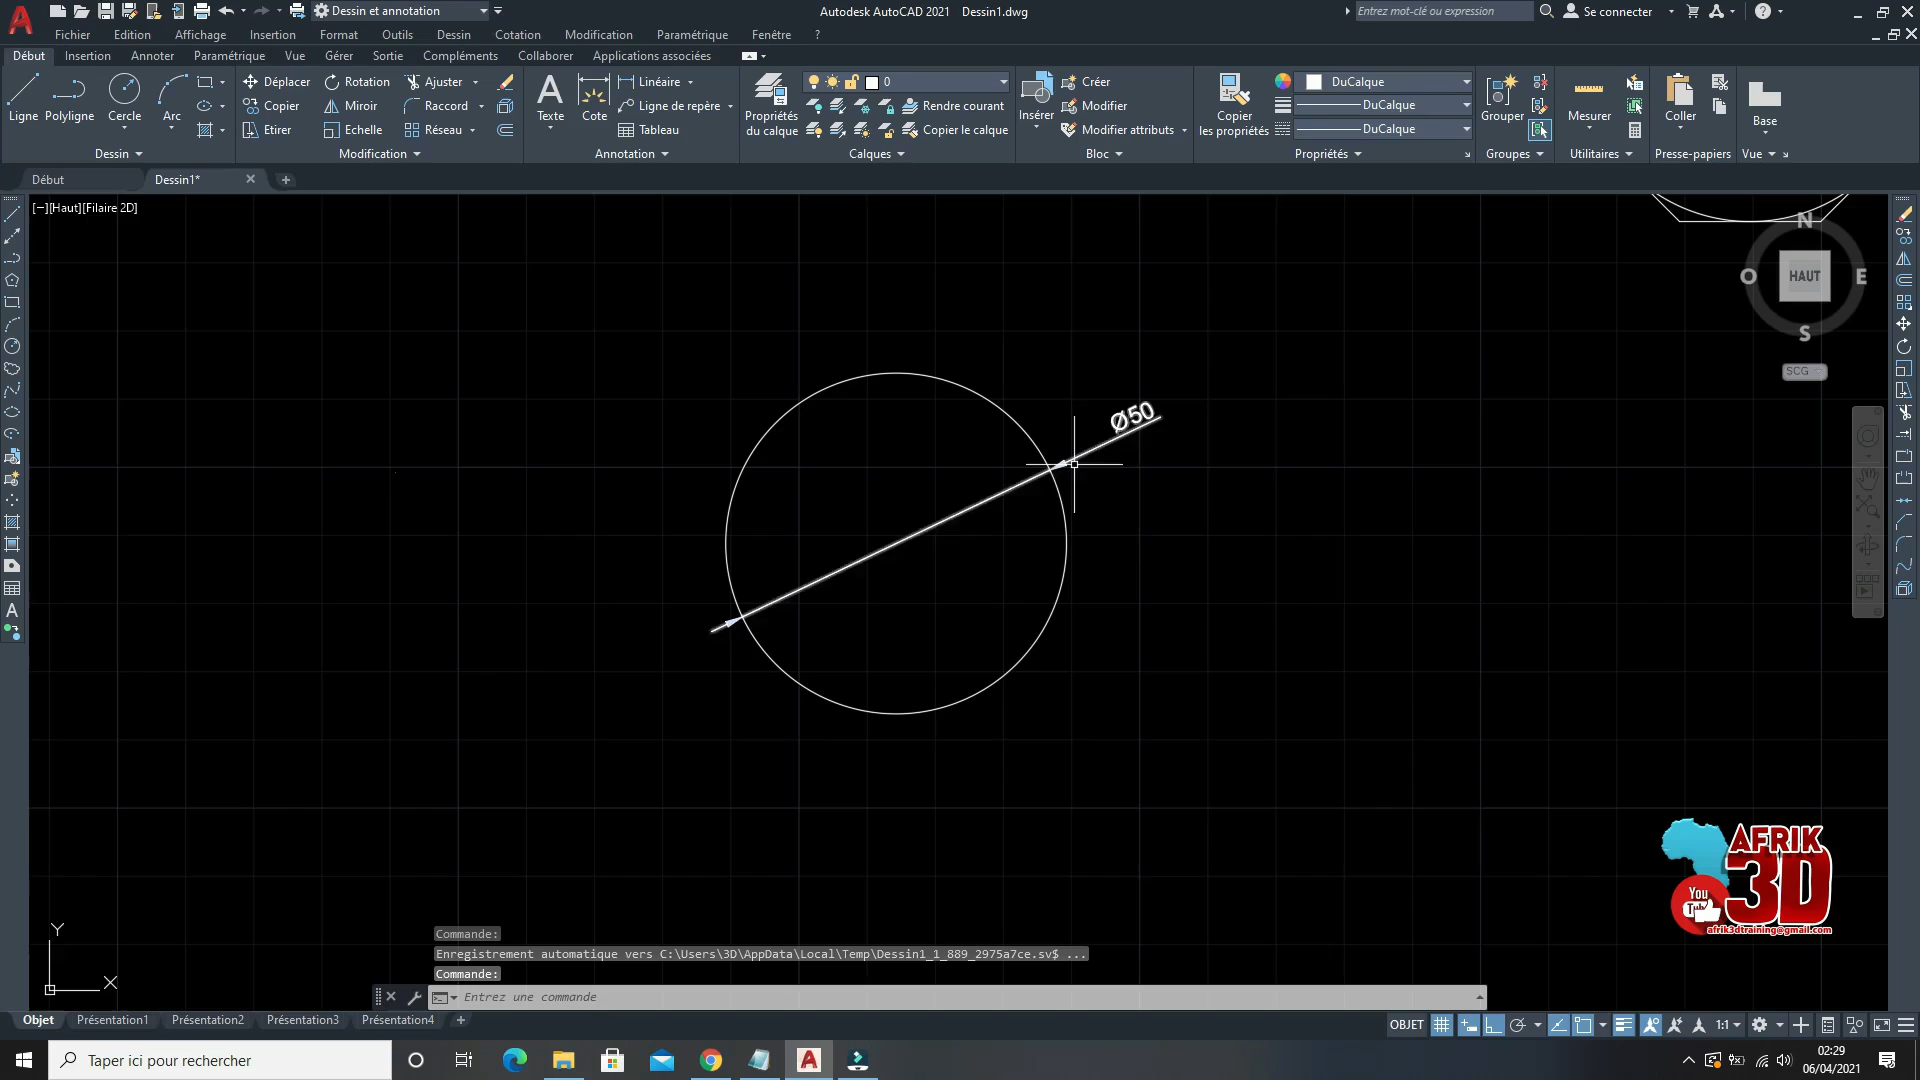 Dessin et annotation
Autodesk AutoCAD 2021 Dessin1.dwg
Entrez mot-clé ou expression
Se connecter
Fichier Edition Affichage Insertion Format Outils Dessin Cotation Modification Paramétrique Fenêtre ?
Début Insertion Annoter Paramétrique Vue Gérer Sortie Compléments Collaborer Applications associées
Ligne Polyligne Cercle Arc
Déplacer Rotation Ajuster
Copier Miroir Raccord
Etirer Echelle Réseau
Texte Cote
Linéaire
Ligne de repère
Tableau
Propriétés
du calque
0
Rendre courant
Copier le calque
Insérer
Créer
Modifier
Modifier attributs
Copier
les propriétés
DuCalque
DuCalque
DuCalque
Grouper
Mesurer
Coller
Base
Dessin Modification Annotation Calques Bloc Propriétés Groupes Utilitaires Presse-papiers Vue
Début Dessin1*
[−][Haut][Filaire 2D]
N
O HAUT E
S
SCG
Ø50
AFRIK
3D
You
Tube
afrik3dtraining@gmail.com
Y
X
Commande:
Enregistrement automatique vers C:\Users\3D\AppData\Local\Temp\Dessin1_1_889_2975a7ce.sv$ ...
Commande:
Entrez une commande
Objet Présentation1 Présentation2 Présentation3 Présentation4 +
OBJET 1:1
Taper ici pour rechercher
02:29
06/04/2021